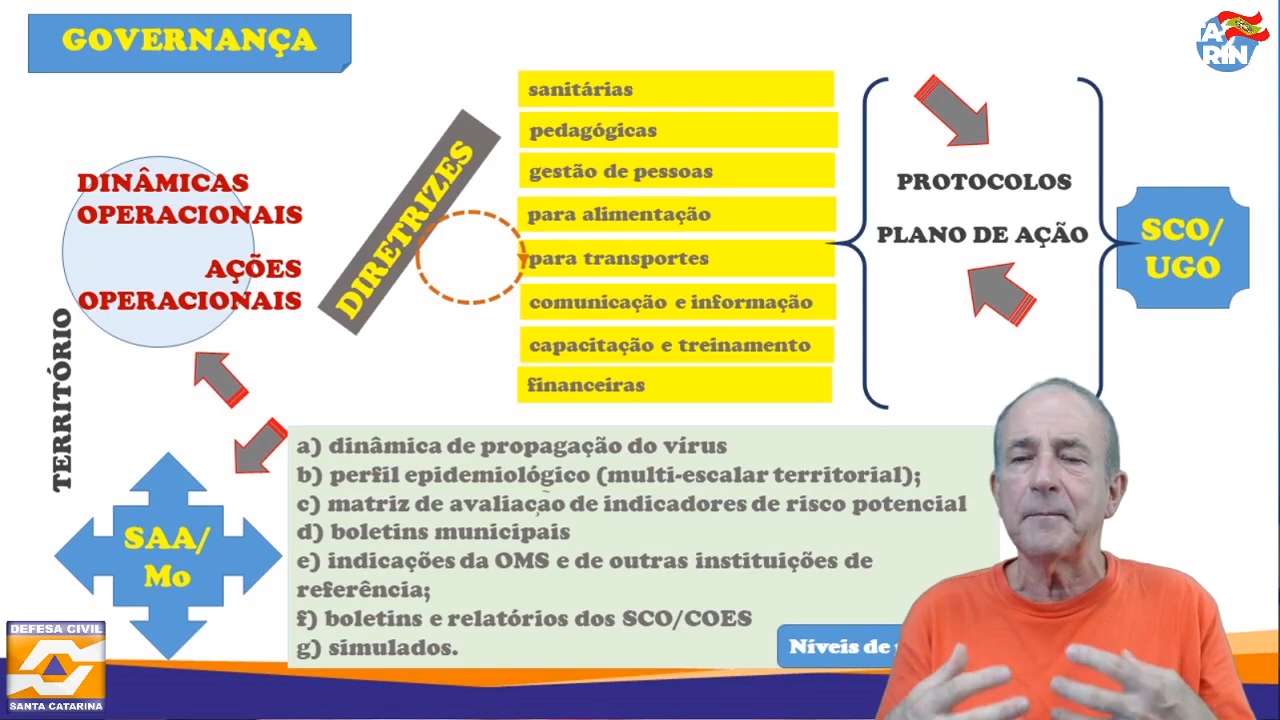 GOVERNANÇA
sanitárias
pedagógicas
gestão de pessoas
para alimentação
para transportes
comunicação e informação
capacitação e treinamento
financeiras
DIRETRIZES
DINÂMICAS
OPERACIONAIS
AÇÕES
OPERACIONAIS
TERRITÓRIO
PROTOCOLOS
PLANO DE AÇÃO
SCO/
UGO
SAA/
Mo
a) dinâmica de propagação do vírus
b) perfil epidemiológico (multi-escalar territorial);
c) matriz de avaliação de indicadores de risco potencial
d) boletins municipais
e) indicações da OMS e de outras instituições de
referência;
f) boletins e relatórios dos SCO/COES
g) simulados.
Níveis de
DEFESA CIVIL
SANTA CATARINA